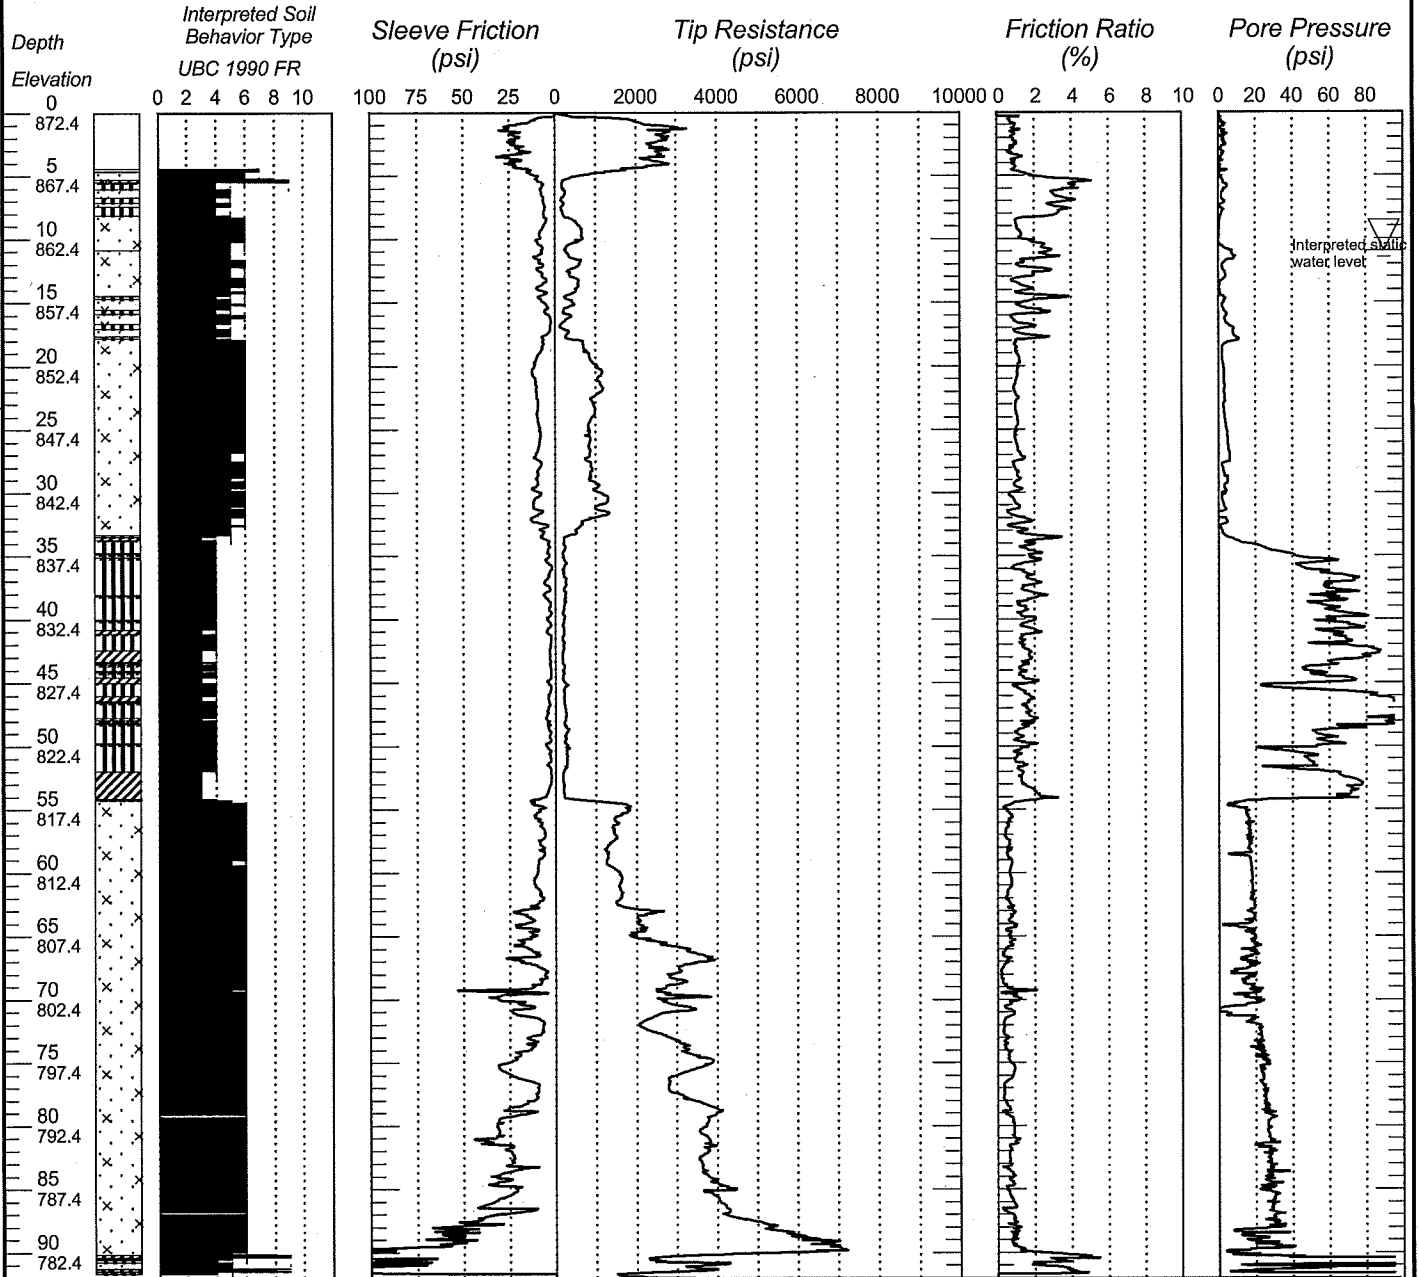 Interpreted Soil
Behavior Type
UBC 1990 FR
Sleeve Friction
(psi)
Tip Resistance
(psi)
Friction Ratio
(%)
Pore Pressure
(psi)
Depth
Elevation
0 2 4 6 8 10
100 75 50 25 0 2000 4000 6000 8000 10000
0 2 4 6 8 10
0 20 40 60 80
0
872.4
5
867.4
10
862.4
15
857.4
20
852.4
25
847.4
30
842.4
35
837.4
40
832.4
45
827.4
50
822.4
55
817.4
60
812.4
65
807.4
70
802.4
75
797.4
80
792.4
85
787.4
90
782.4
Interpreted static
water level